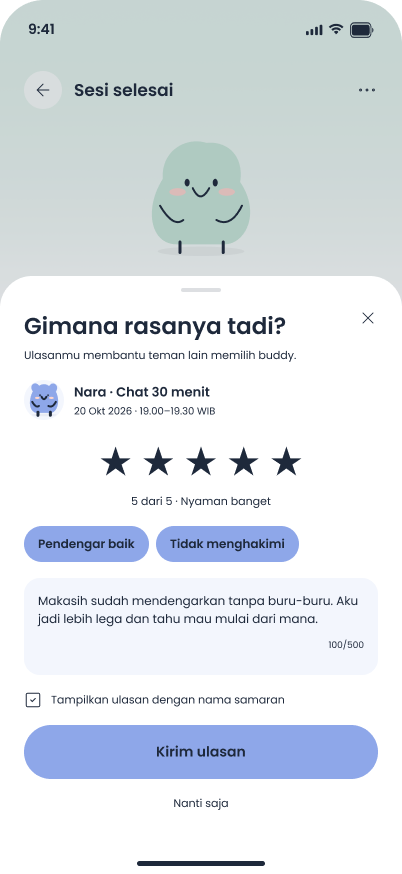 9:41
Sesi selesai
Gimana rasanya tadi?
Ulasanmu membantu teman lain memilih buddy.
Nara · Chat 30 menit
20 Okt 2026 · 19.00–19.30 WIB
5 dari 5 · Nyaman banget
Pendengar baik
Tidak menghakimi
Makasih sudah mendengarkan tanpa buru-buru. Aku
jadi lebih lega dan tahu mau mulai dari mana.
100/500
Tampilkan ulasan dengan nama samaran
Kirim ulasan
Nanti saja